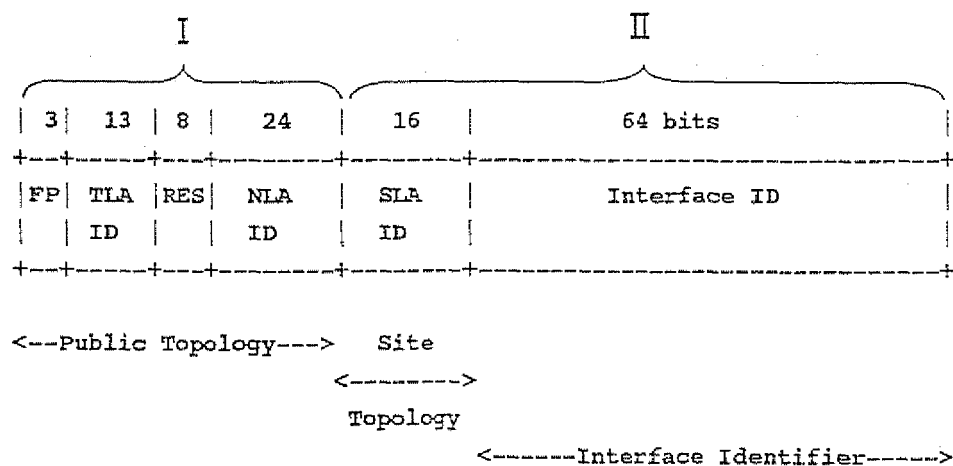 I II
| 3| 13 | 8 | 24 | 16 | 64 bits |
+--+-----+---+--------+--------+--------------------------------+
|FP| TLA |RES| NLA | SLA | Interface ID |
| | ID | | ID | ID | |
+--+-----+---+--------+--------+--------------------------------+
<--Public Topology---> Site
<-------->
Topology
<------Interface Identifier----->